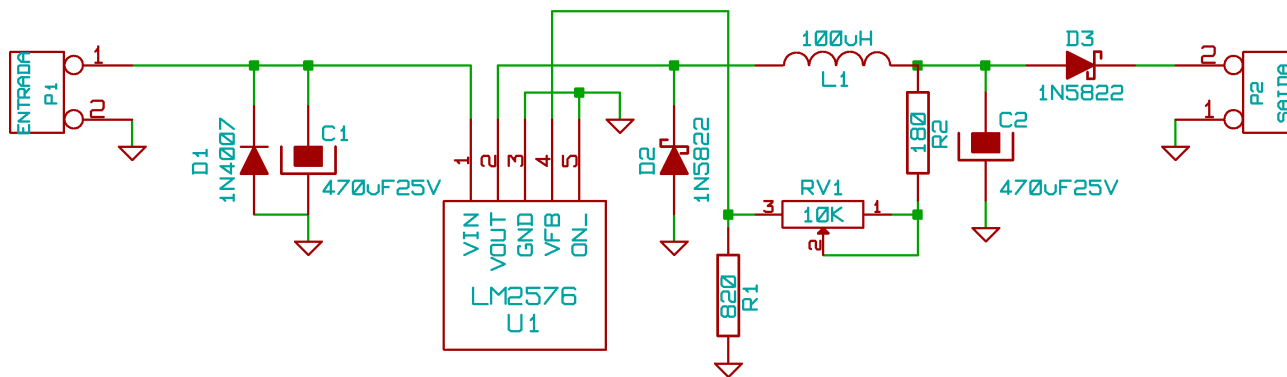 ENTRADA
P1
1
2
D1
1N4007
C1
470uF25V
1
2
3
4
5
VIN
VOUT
GND
VFB
ON_
LM2576
U1
D2
1N5822
100uH
L1
RV1
10K
3
1
2
820
R1
180
R2
C2
470uF25V
D3
1N5822
2
1
P2
SAIDA